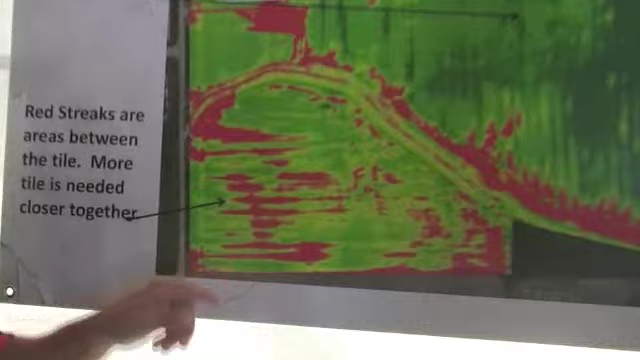 Red Streaks are
areas between
the tile.  More
tile is needed
closer together